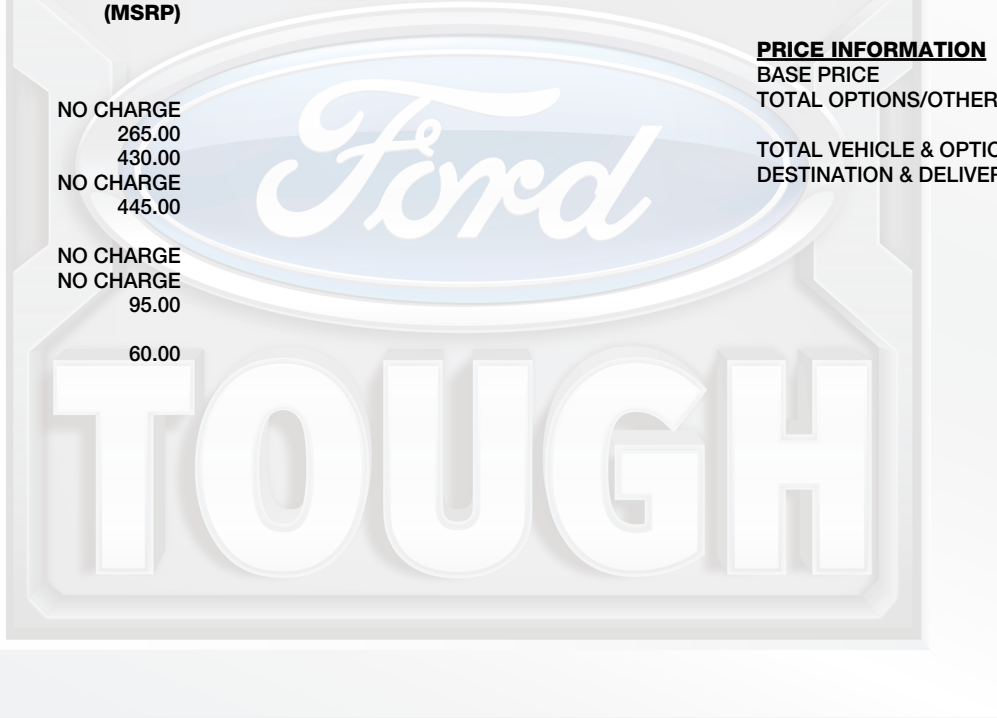 (MSRP)
NO CHARGE
265.00
430.00
NO CHARGE
445.00
NO CHARGE
NO CHARGE
95.00
60.00
PRICE INFORMATION
BASE PRICE
TOTAL OPTIONS/OTHER
TOTAL VEHICLE & OPTIO
DESTINATION & DELIVER
Ford
TOUGH